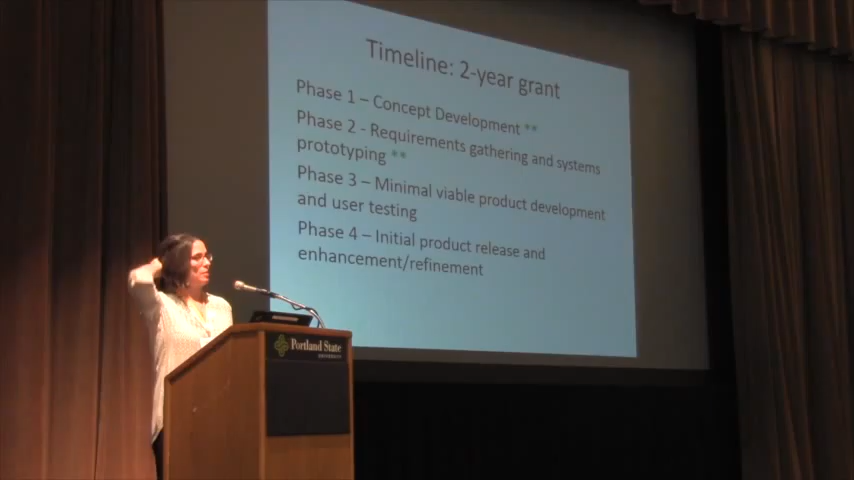 Timeline: 2-year grant
Phase 1 – Concept Development **
Phase 2 - Requirements gathering and systems
prototyping **
Phase 3 – Minimal viable product development
and user testing
Phase 4 – Initial product release and
enhancement/refinement
Portland State
UNIVERSITY